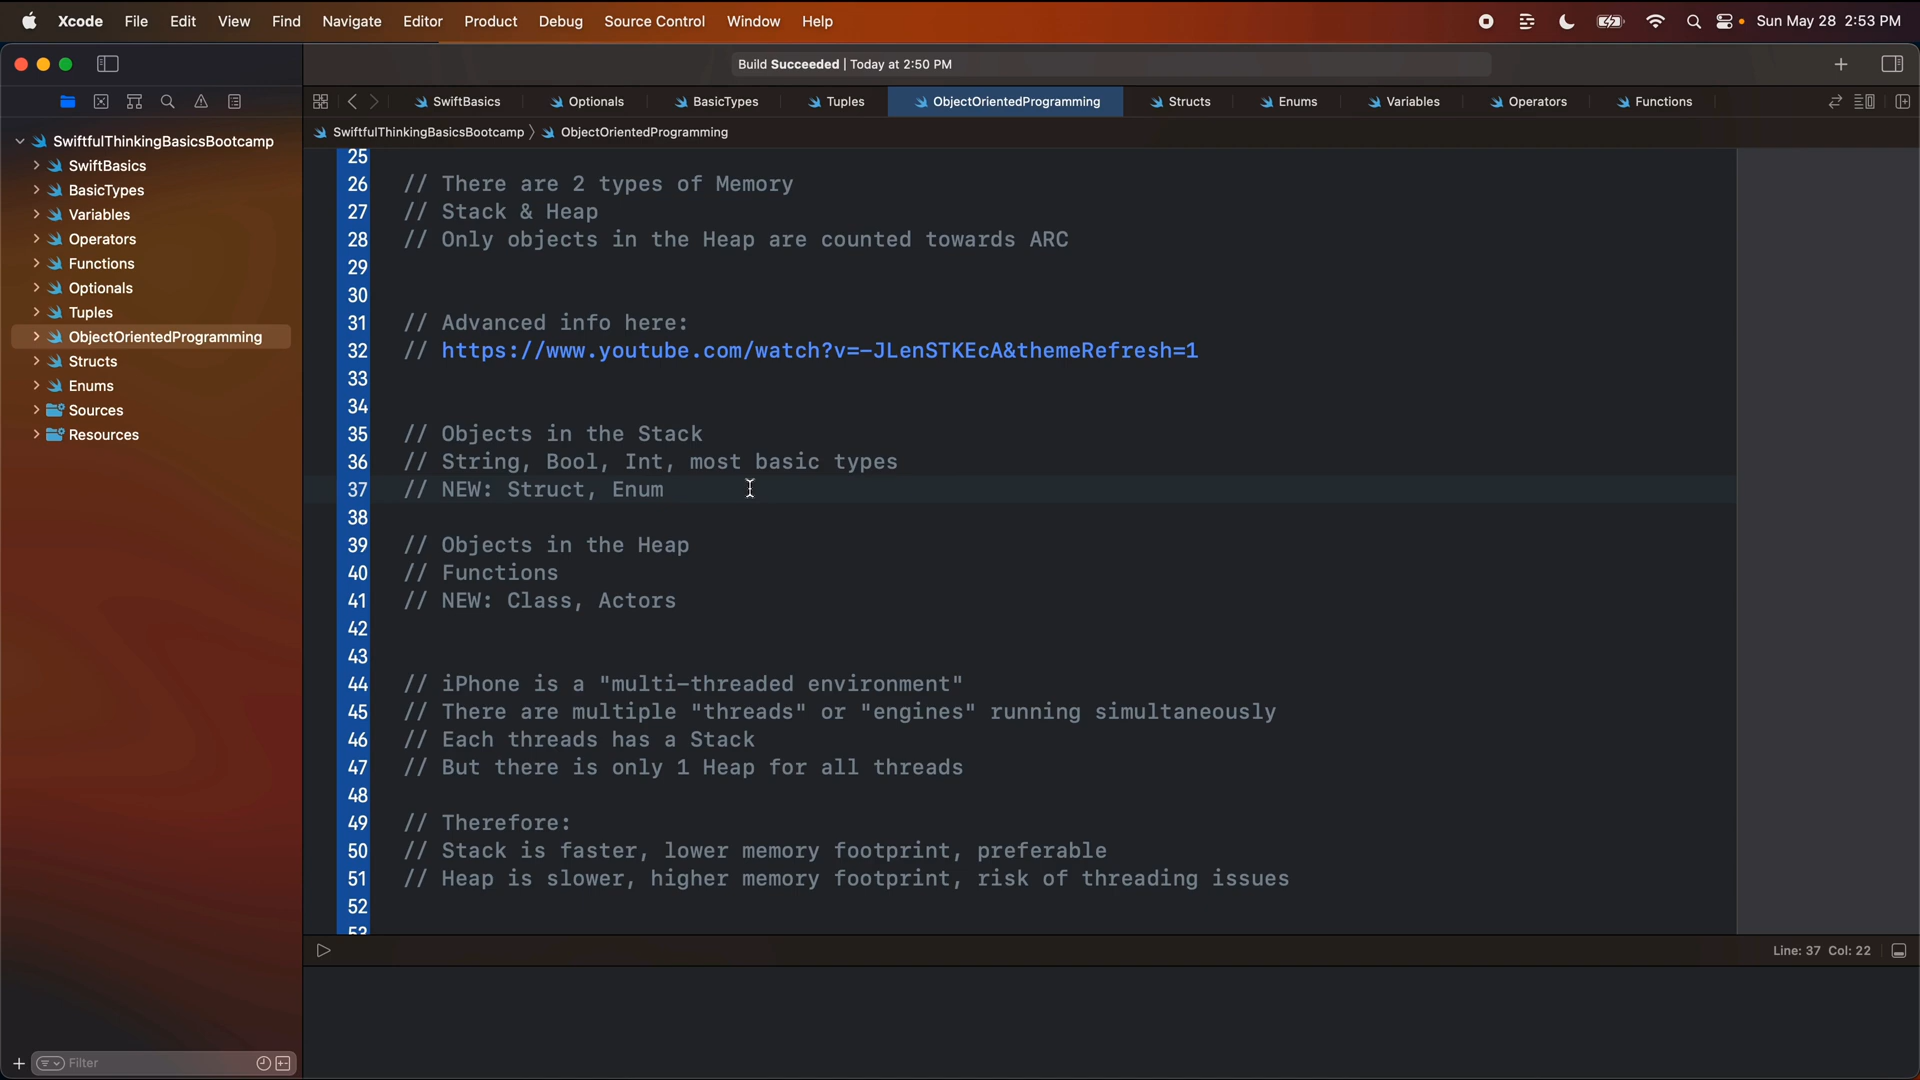 Xcode File Edit View Find Navigate Editor Product Debug Source Control Window Help Sun May 28 2:53 PM
Build Succeeded | Today at 2:50 PM
SwiftBasics Optionals BasicTypes Tuples ObjectOrientedProgramming Structs Enums Variables Operators Functions
SwiftfulThinkingBasicsBootcamp 〉 ObjectOrientedProgramming
SwiftfulThinkingBasicsBootcamp
SwiftBasics
BasicTypes
Variables
Operators
Functions
Optionals
Tuples
ObjectOrientedProgramming
Structs
Enums
Sources
Resources
25
26 // There are 2 types of Memory
27 // Stack & Heap
28 // Only objects in the Heap are counted towards ARC
29
30
31 // Advanced info here:
32 // https://www.youtube.com/watch?v=-JLenSTKEcA&themeRefresh=1
33
34
35 // Objects in the Stack
36 // String, Bool, Int, most basic types
37 // NEW: Struct, Enum
38
39 // Objects in the Heap
40 // Functions
41 // NEW: Class, Actors
42
43
44 // iPhone is a "multi-threaded environment"
45 // There are multiple "threads" or "engines" running simultaneously
46 // Each threads has a Stack
47 // But there is only 1 Heap for all threads
48
49 // Therefore:
50 // Stack is faster, lower memory footprint, preferable
51 // Heap is slower, higher memory footprint, risk of threading issues
52
53
Line: 37 Col: 22
Filter